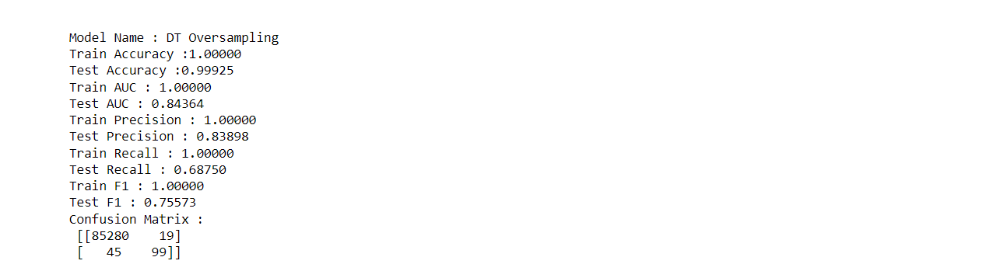 Model Name : DT Oversampling
Train Accuracy :1.00000
Test Accuracy :0.99925
Train AUC : 1.00000
Test AUC : 0.84364
Train Precision : 1.00000
Test Precision : 0.83898
Train Recall : 1.00000
Test Recall : 0.68750
Train F1 : 1.00000
Test F1 : 0.75573
Confusion Matrix :
 [[85280    19]
 [   45    99]]